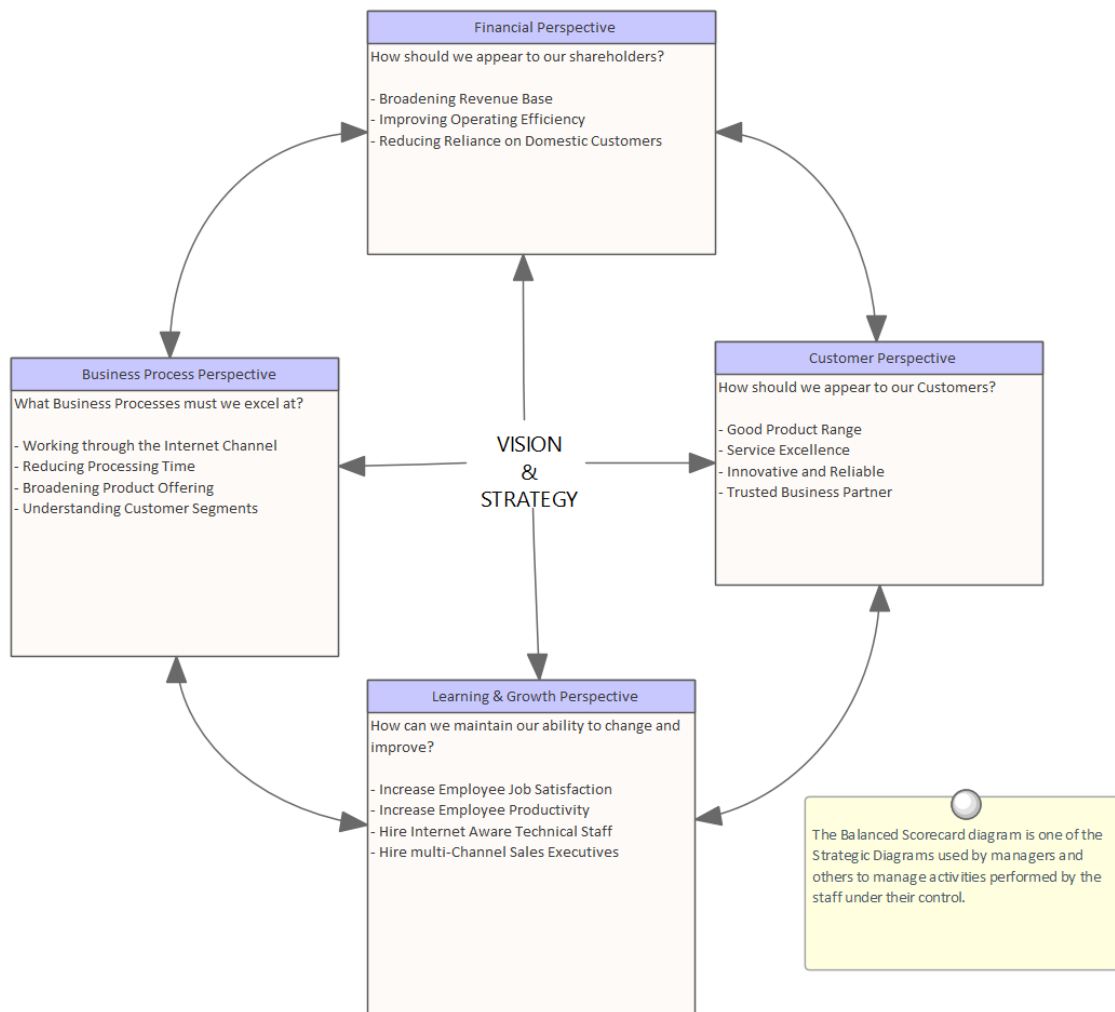 Financial Perspective
How should we appear to our shareholders?
- Broadening Revenue Base
- Improving Operating Efficiency
- Reducing Reliance on Domestic Customers
Business Process Perspective
What Business Processes must we excel at?
- Working through the Internet Channel
- Reducing Processing Time
- Broadening Product Offering
- Understanding Customer Segments
VISION
&
STRATEGY
Customer Perspective
How should we appear to our Customers?
- Good Product Range
- Service Excellence
- Innovative and Reliable
- Trusted Business Partner
Learning & Growth Perspective
How can we maintain our ability to change and
improve?
- Increase Employee Job Satisfaction
- Increase Employee Productivity
- Hire Internet Aware Technical Staff
- Hire multi-Channel Sales Executives
The Balanced Scorecard diagram is one of the
Strategic Diagrams used by managers and
others to manage activities performed by the
staff under their control.